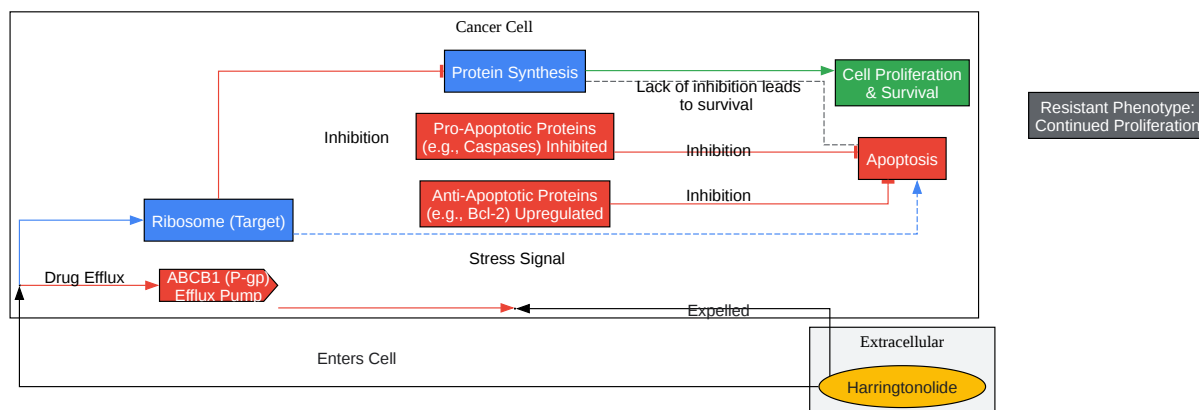 Cancer Cell
Protein Synthesis
Cell Proliferation
& Survival
Lack of inhibition leads
to survival
Resistant Phenotype:
Continued Proliferation
Inhibition
Pro-Apoptotic Proteins
(e.g., Caspases) Inhibited
Inhibition
Apoptosis
Anti-Apoptotic Proteins
(e.g., Bcl-2) Upregulated
Inhibition
Ribosome (Target)
Stress Signal
Drug Efflux
ABCB1 (P-gp)
Efflux Pump
Expelled
Extracellular
Enters Cell
Harringtonolide